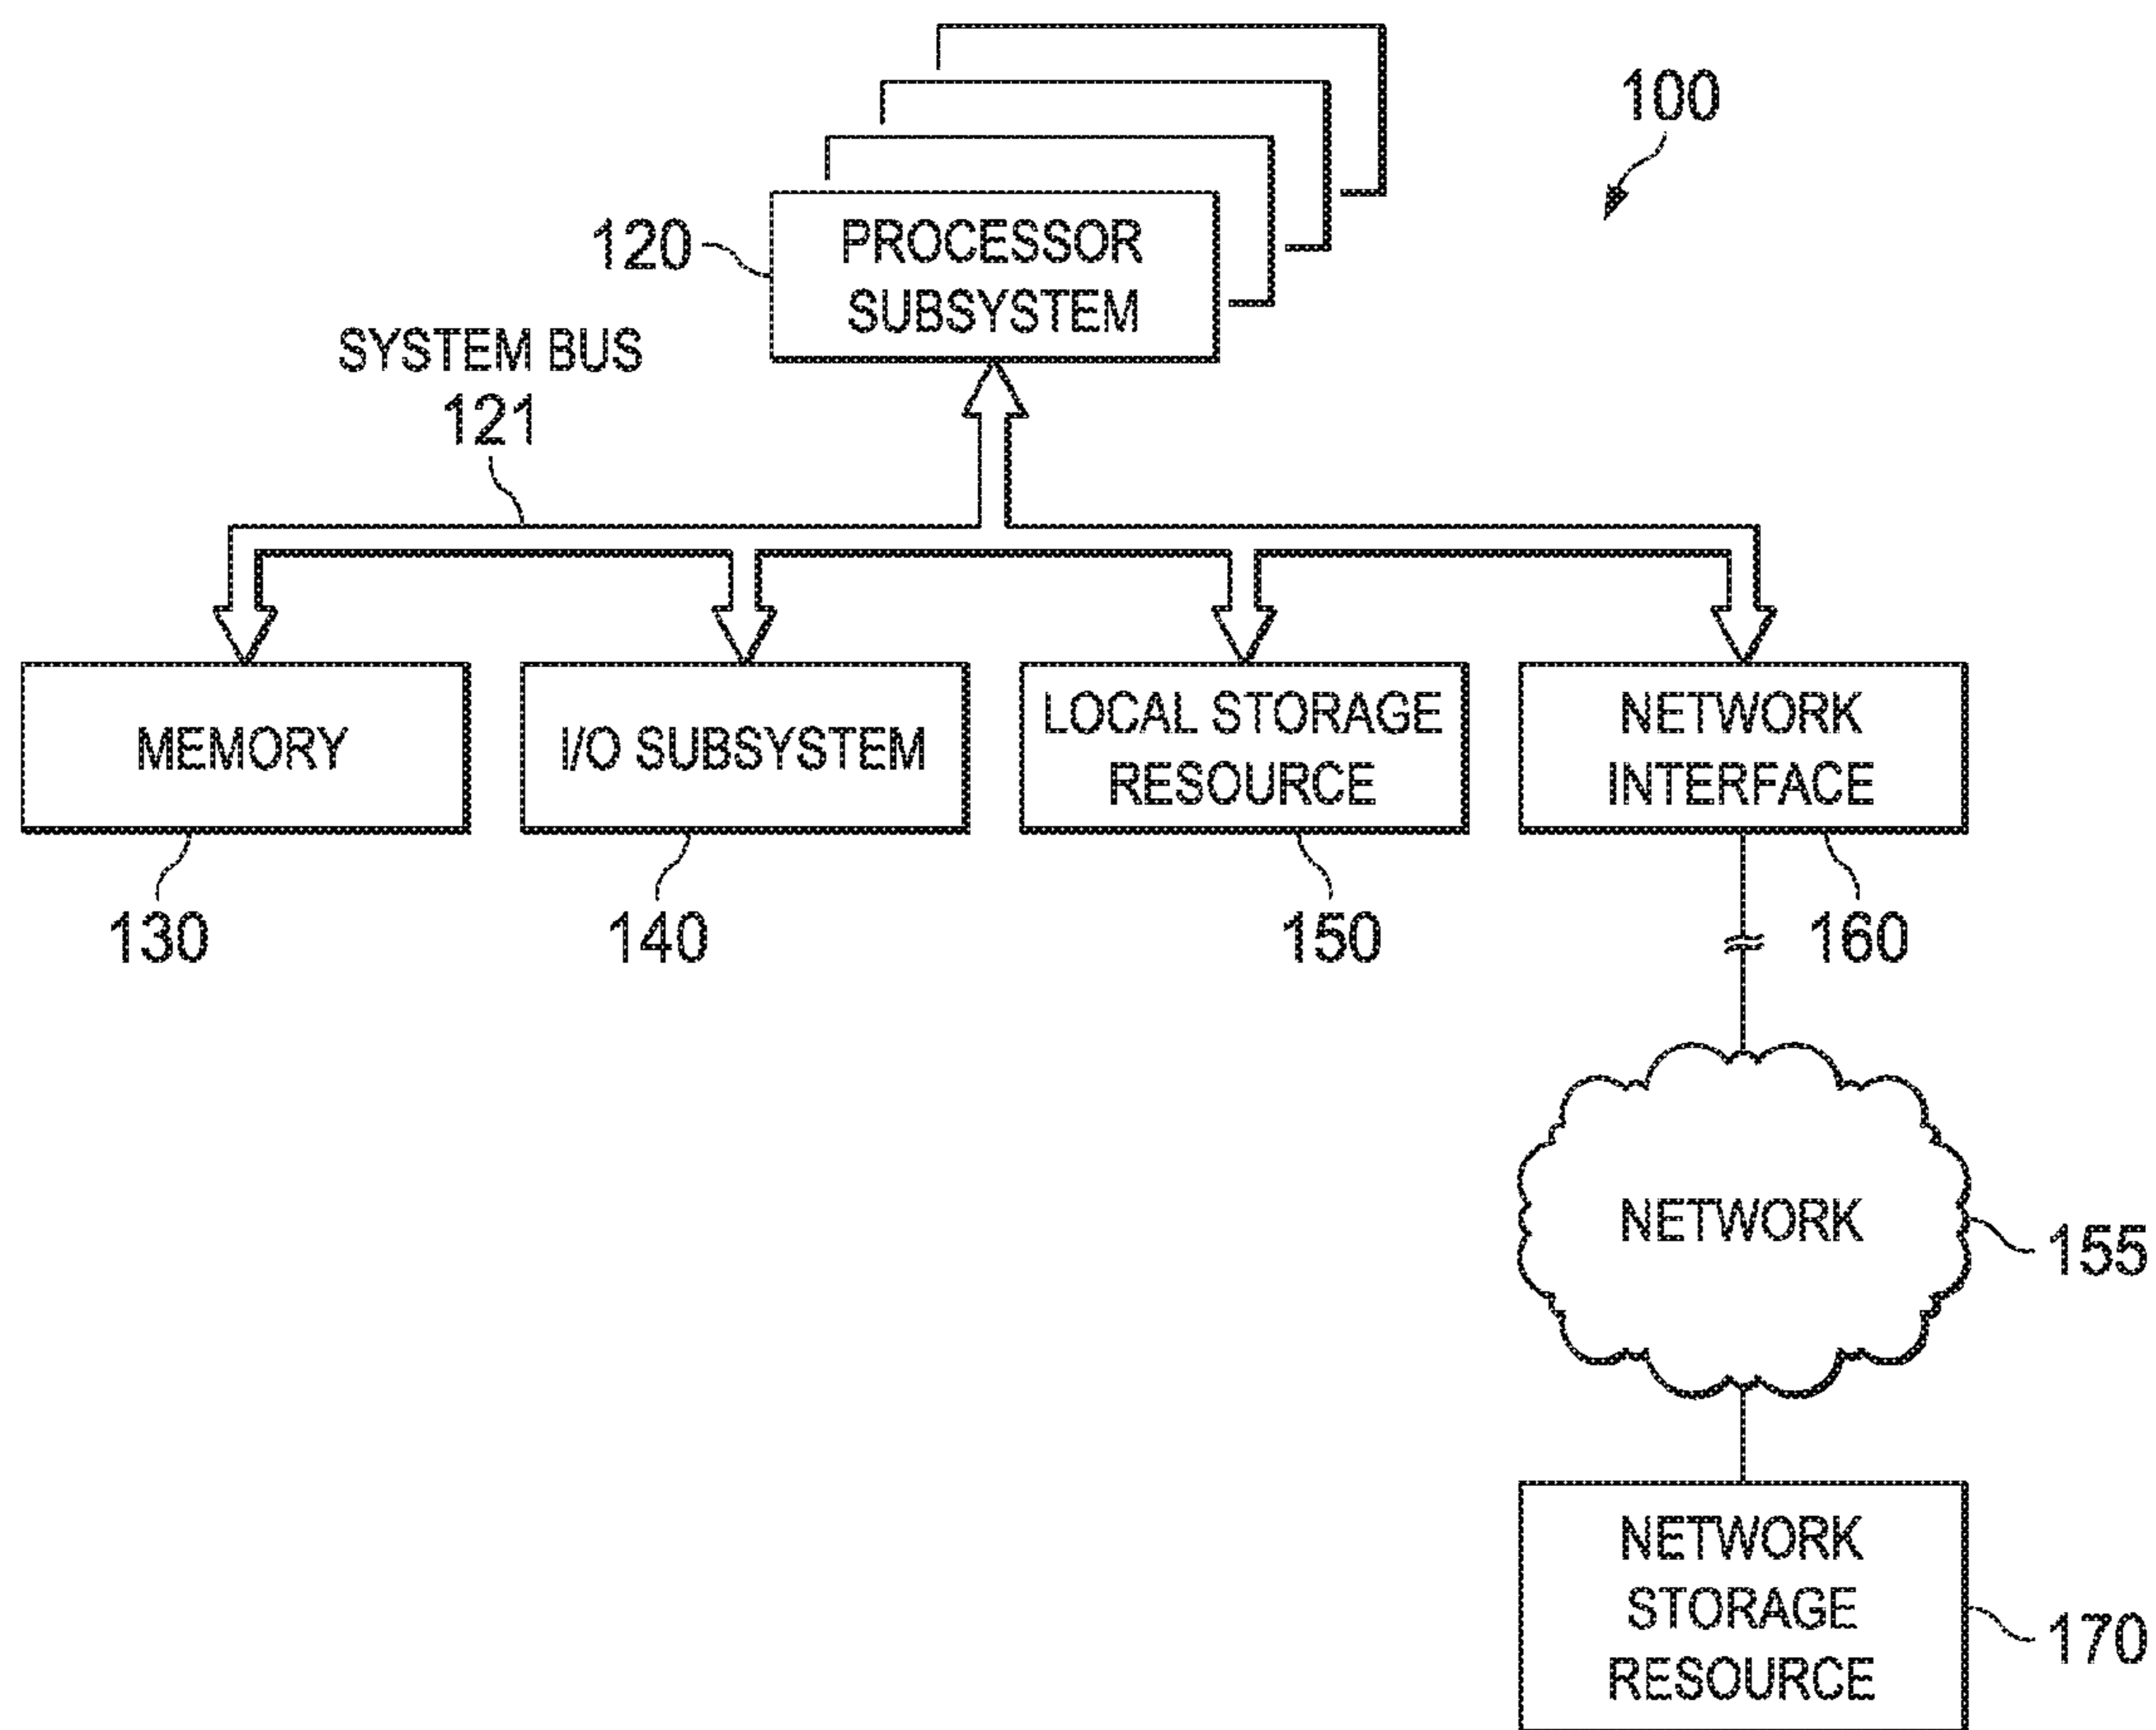 100
120
PROCESSOR
SUBSYSTEM
SYSTEM BUS
121
MEMORY
I/O SUBSYSTEM
LOCAL STORAGE
RESOURCE
NETWORK
INTERFACE
130
140
150
160
NETWORK
155
NETWORK
STORAGE
RESOURCE
170